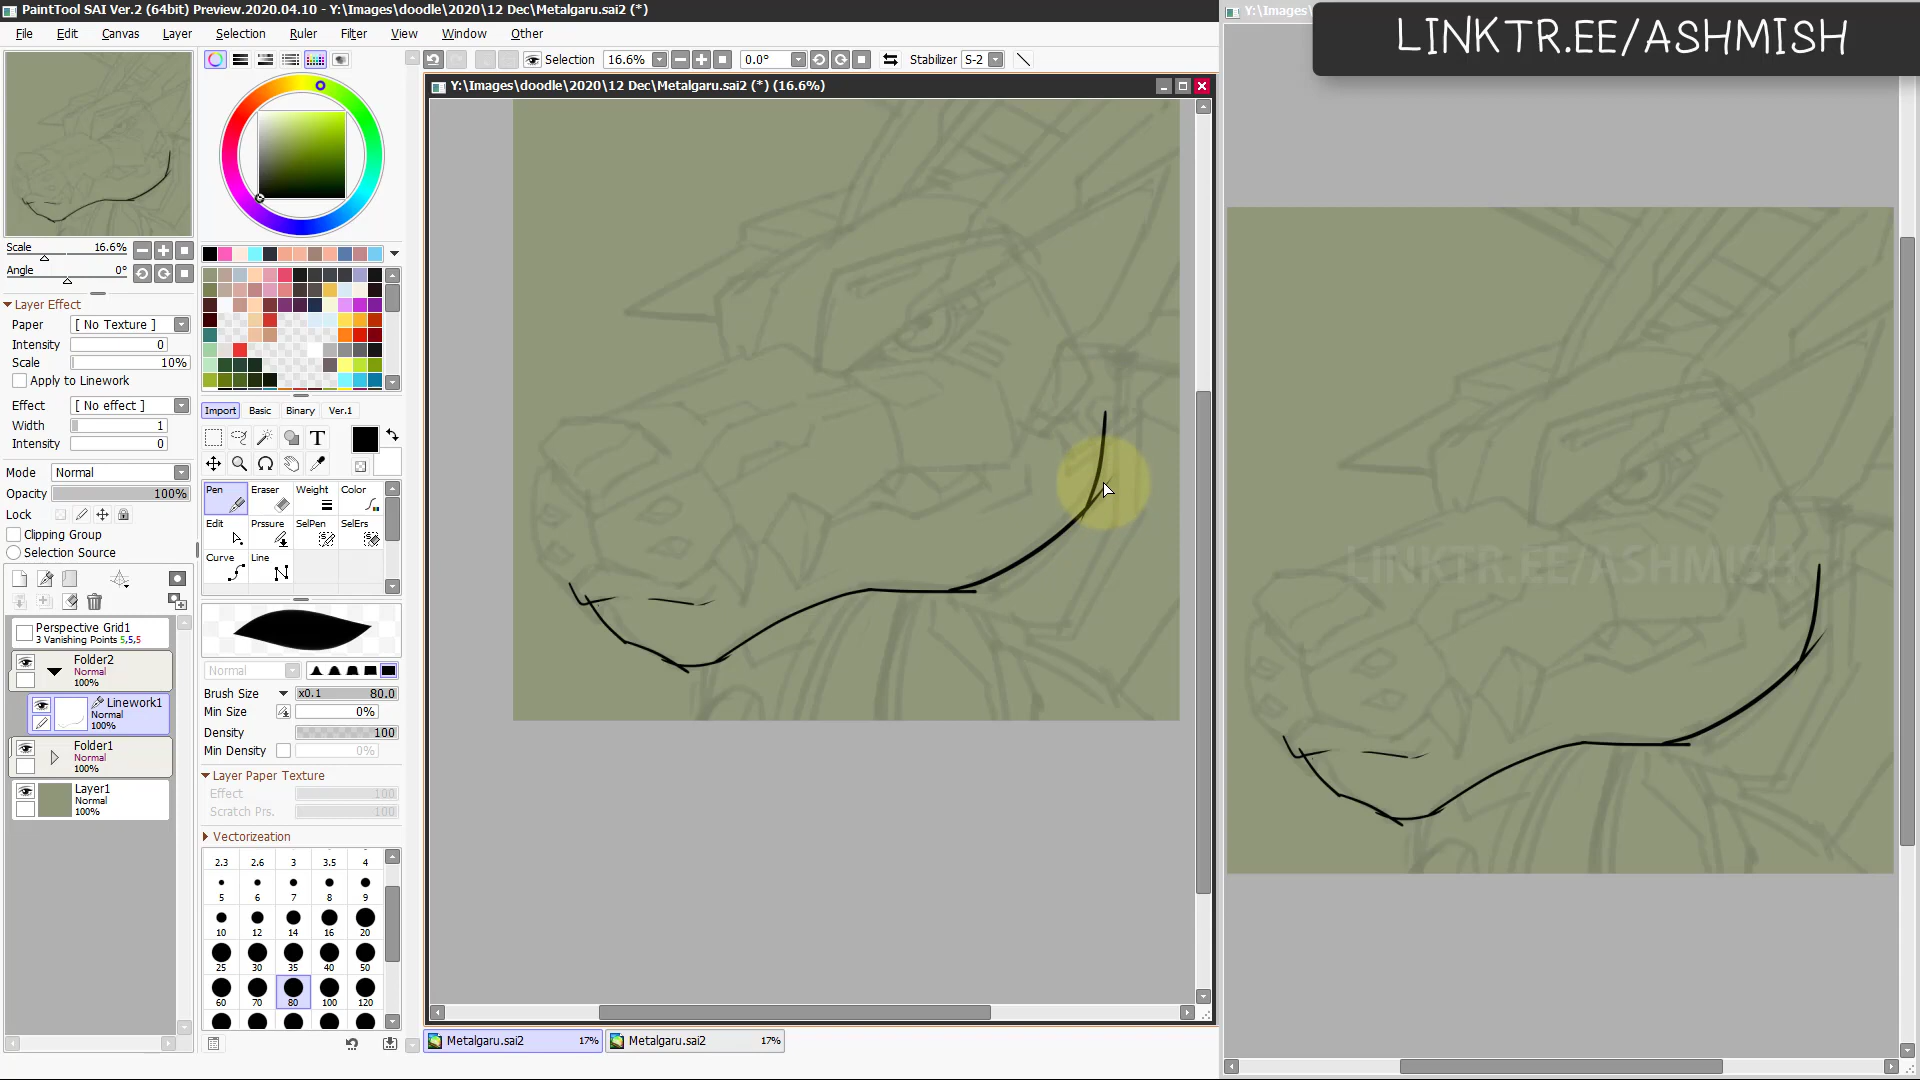 PaintTool SAI Ver.2 (64bit) Preview.2020.04.10 - Y:\Images\doodle\2020\12 Dec\Metalgaru.sai2 (*)
Y:\Images
LINKTR.EE/ASHMISH
File Edit Canvas Layer Selection Ruler Filter View Window Other
Selection 16.6% 0.0° Stabilizer S-2
Y:\Images\doodle\2020\12 Dec\Metalgaru.sai2 (*) (16.6%)
Scale 16.6%
Angle 0°
Layer Effect
Paper [ No Texture ]
Intensity 0
Scale 10%
Apply to Linework
Effect [ No effect ]
Width 1
Intensity 0
Mode Normal
Opacity 100%
Lock
Clipping Group
Selection Source
Perspective Grid1
3 Vanishing Points 5,5,5
Folder2
Normal
100%
Linework1
Normal
100%
Folder1
Normal
100%
Layer1
Normal
100%
Import Basic Binary Ver.1
T
Pen Eraser Weight Color
Edit Prssure SelPen SelErs
Curve Line
Normal
Brush Size x0.1 80.0
Min Size 0%
Density 100
Min Density 0%
Layer Paper Texture
Effect 100
Scratch Prs. 100
Vectorization
2.3 2.6 3 3.5 4
5 6 7 8 9
10 12 14 16 20
25 30 35 40 50
60 70 80 100 120
Metalgaru.sai2 17% Metalgaru.sai2 17%
LINKTR.EE/ASHMISH